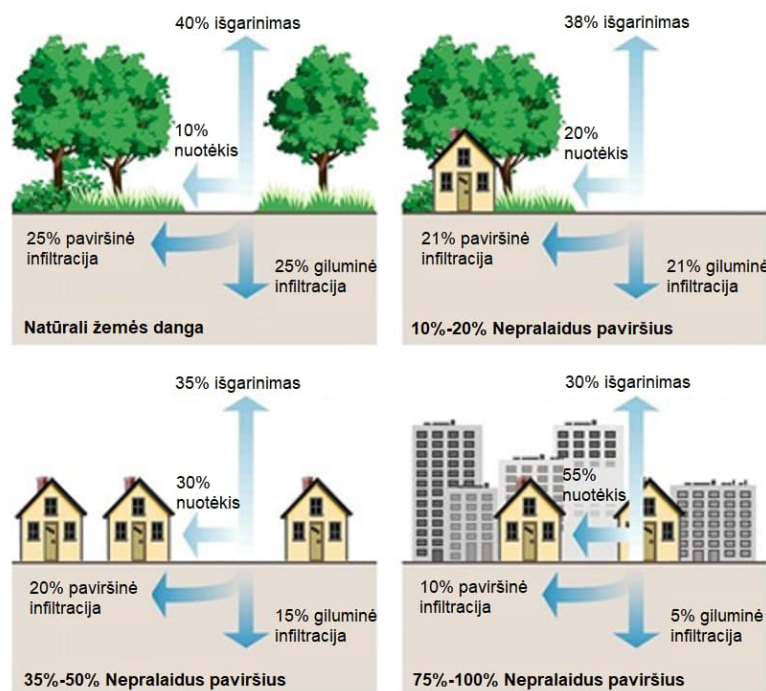 40% išgarinimas
10%
nuotėkis
25% paviršinė
infiltracija
25% giluminė
infiltracija
Natūrali žemės danga
38% išgarinimas
20%
nuotėkis
21% paviršinė
infiltracija
21% giluminė
infiltracija
10%-20% Nepralaidus paviršius
35% išgarinimas
30%
nuotėkis
20% paviršinė
infiltracija
15% giluminė
infiltracija
35%-50% Nepralaidus paviršius
30% išgarinimas
55%
nuotėkis
10% paviršinė
infiltracija
5% giluminė
infiltracija
75%-100% Nepralaidus paviršius